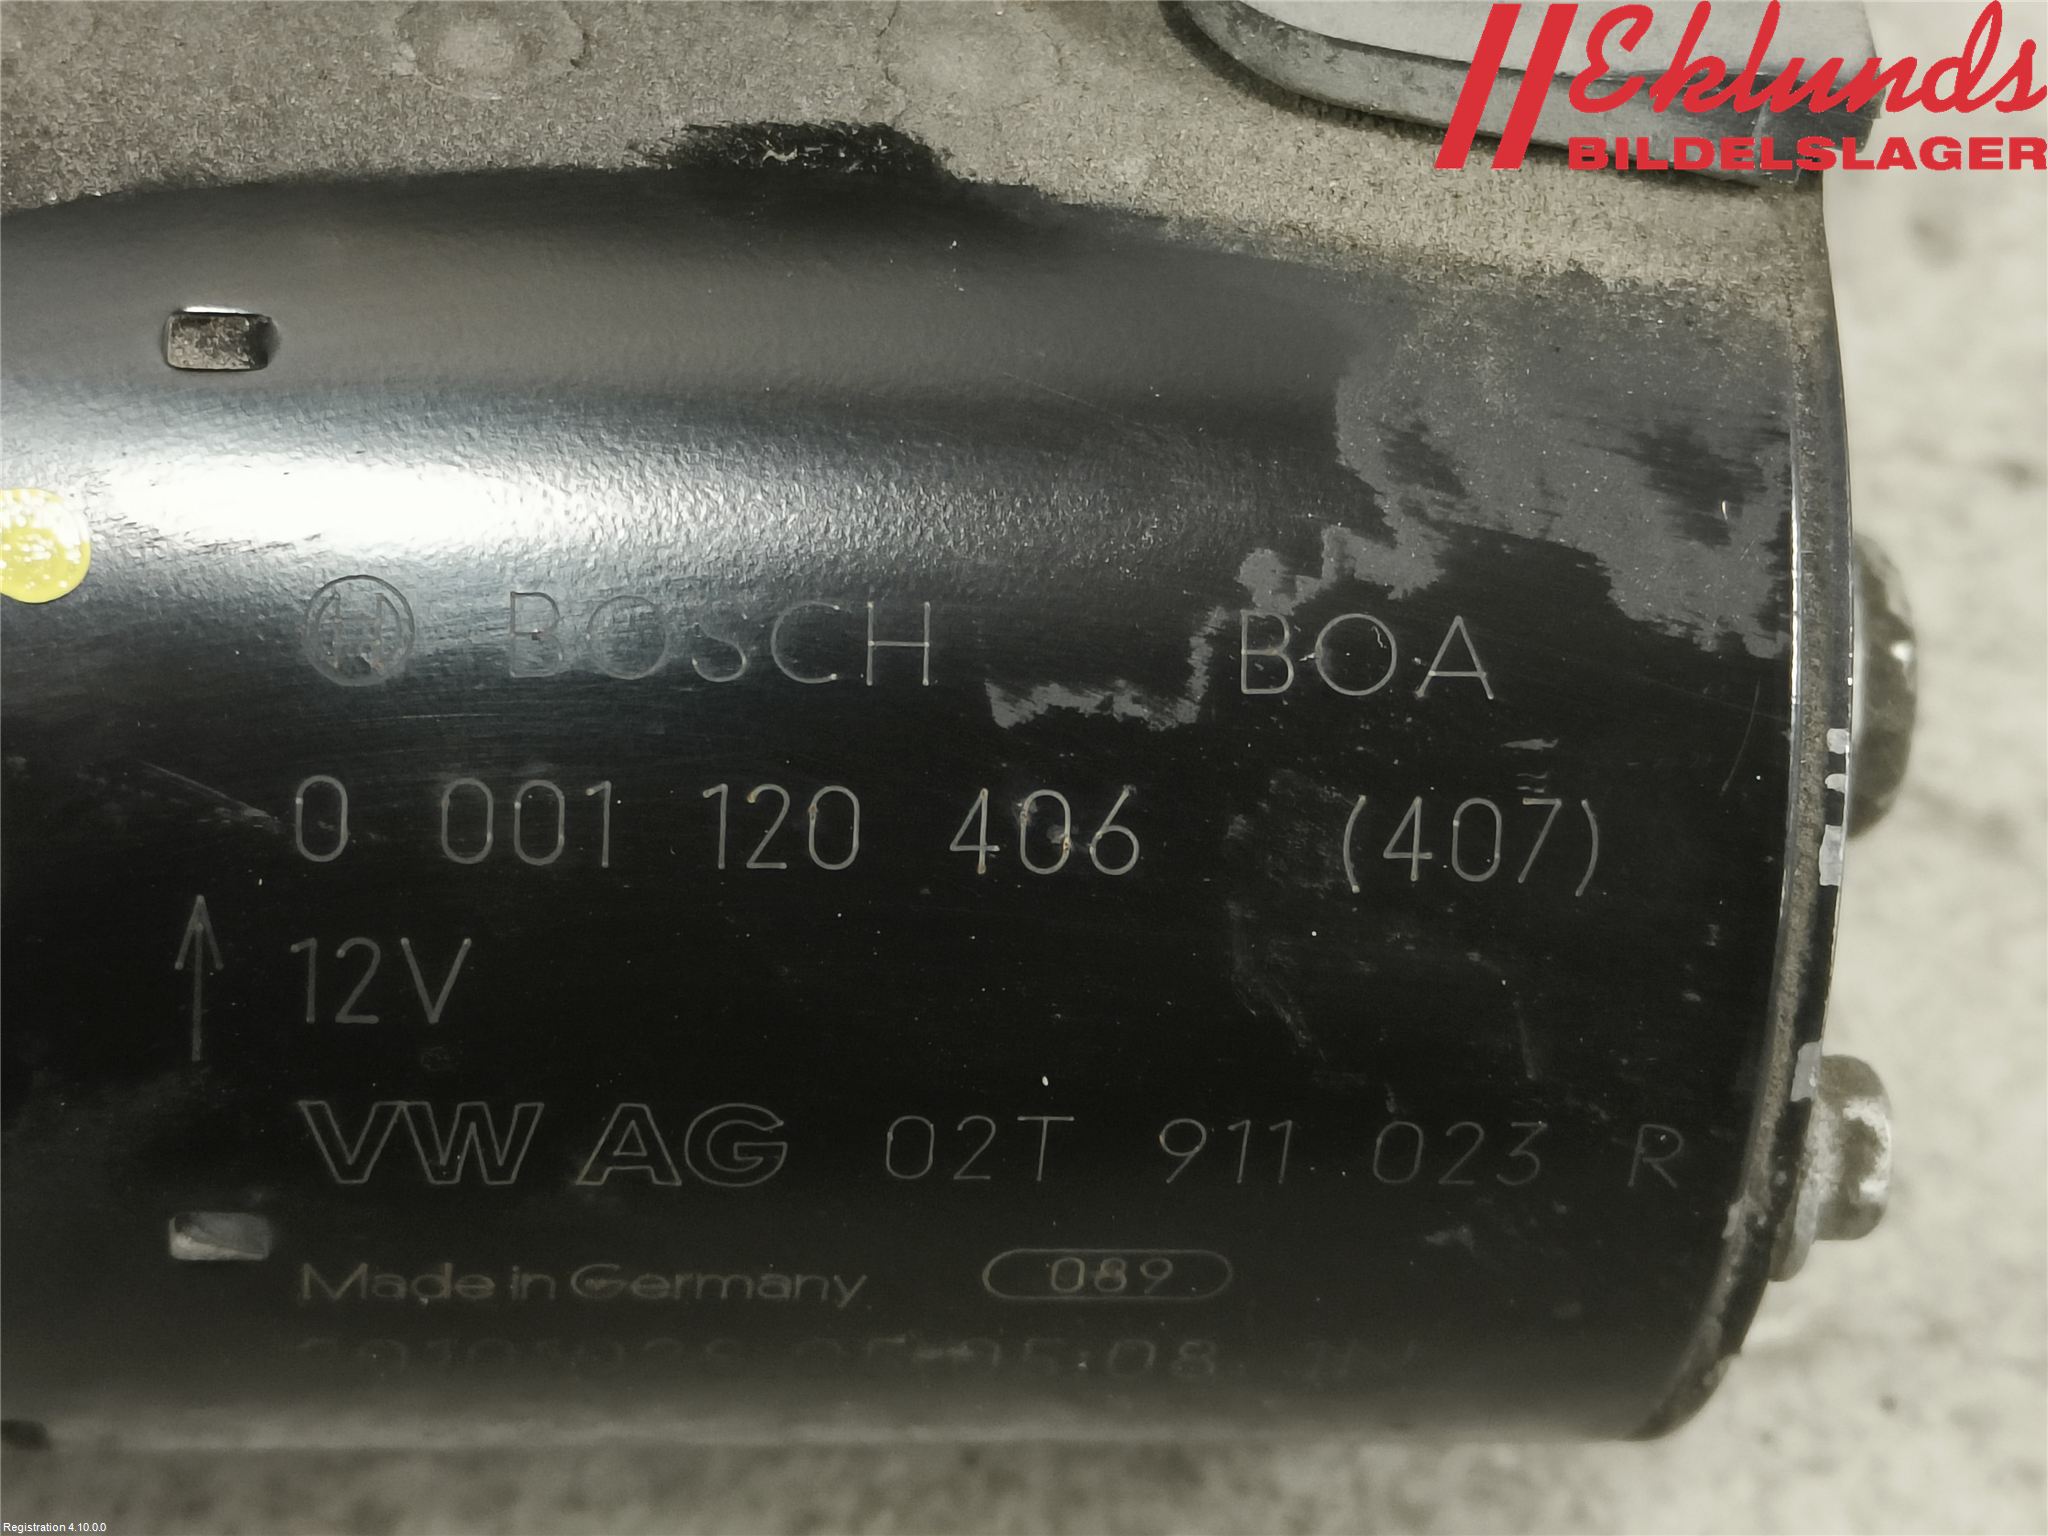 Eklunds
BILDELSLAGER
BOSCH BOA
0 001 120 406 (407)
12V
VW AG 02T 911 023 R
Made in Germany 089
Registration 4.10.0.0